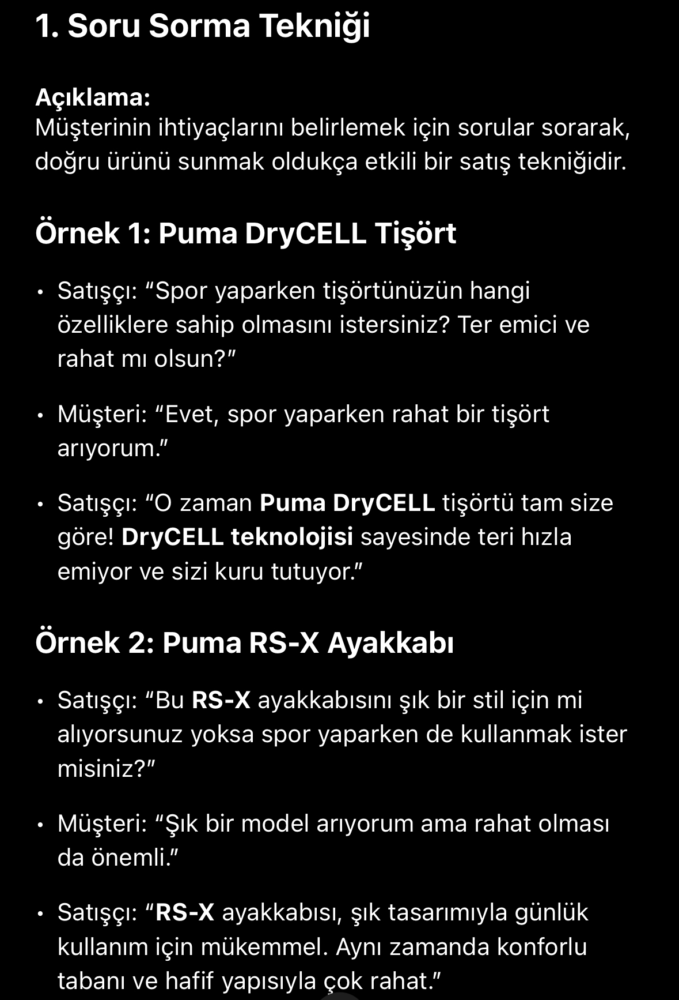 1. Soru Sorma Tekniği
Açıklama:
Müşterinin ihtiyaçlarını belirlemek için sorular sorarak,
doğru ürünü sunmak oldukça etkili bir satış tekniğidir.
Örnek 1: Puma DryCELL Tişört
• Satışçı: “Spor yaparken tişörtünüzün hangi
özelliklere sahip olmasını istersiniz? Ter emici ve
rahat mı olsun?”
• Müşteri: “Evet, spor yaparken rahat bir tişört
arıyorum.”
• Satışçı: “O zaman Puma DryCELL tişörtü tam size
göre! DryCELL teknolojisi sayesinde teri hızla
emiyor ve sizi kuru tutuyor.”
Örnek 2: Puma RS-X Ayakkabı
• Satışçı: “Bu RS-X ayakkabısını şık bir stil için mi
alıyorsunuz yoksa spor yaparken de kullanmak ister
misiniz?”
• Müşteri: “Şık bir model arıyorum ama rahat olması
da önemli.”
• Satışçı: “RS-X ayakkabısı, şık tasarımıyla günlük
kullanım için mükemmel. Aynı zamanda konforlu
tabanı ve hafif yapısıyla çok rahat.”